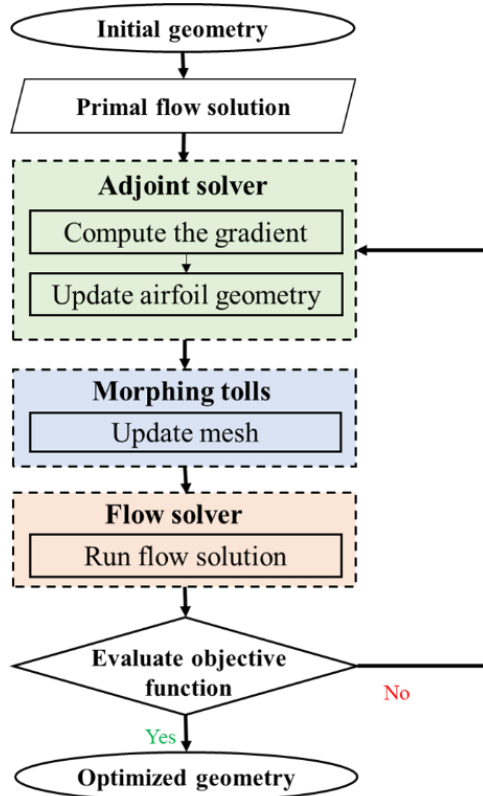 Initial geometry
Primal flow solution
Adjoint solver
Compute the gradient
Update airfoil geometry
Morphing tolls
Update mesh
Flow solver
Run flow solution
Evaluate objective
function
No
Yes
Optimized geometry